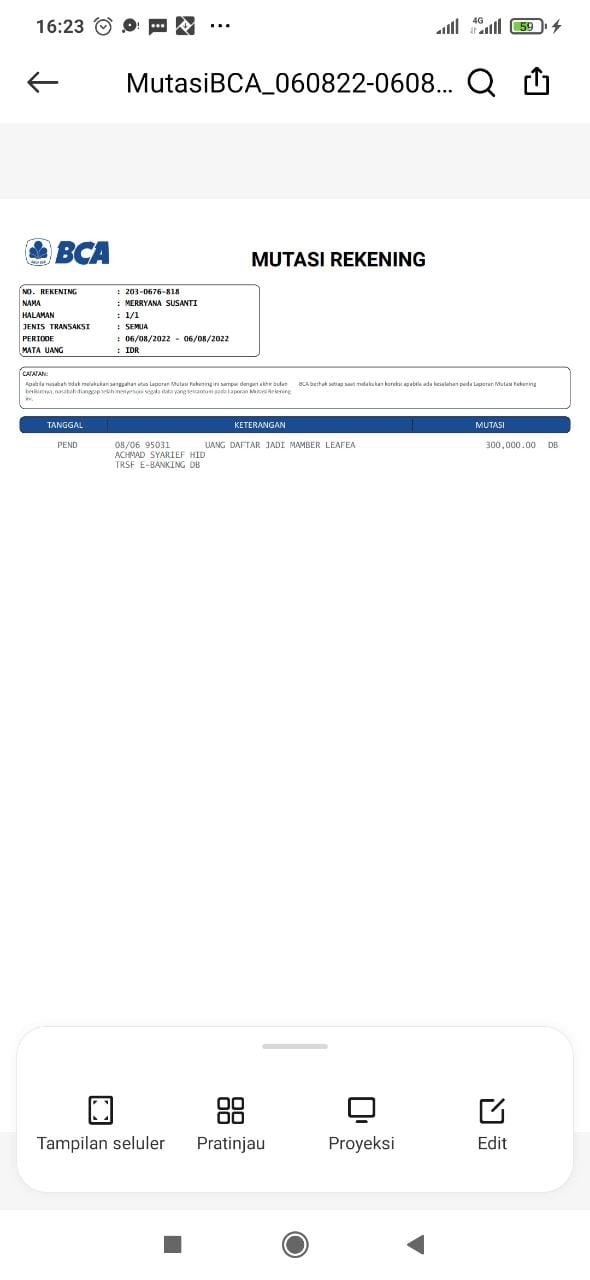 16:23
4G
59
MutasiBCA_060822-0608...
BCA
MUTASI REKENING
NO. REKENING : 203-0676-818
NAMA : MERRYANA SUSANTI
HALAMAN : 1/1
JENIS TRANSAKSI : SEMUA
PERIODE : 06/08/2022 - 06/08/2022
MATA UANG : IDR
CATATAN:
Apabila nasabah tidak melakukan sanggahan atas Laporan Mutasi Rekening ini sampai dengan akhir bulan
berikutnya, nasabah dianggap telah menyetujui segala data yang tercantum pada Laporan Mutasi Rekening
ini.
BCA berhak setiap saat melakukan koreksi apabila ada kesalahan pada Laporan Mutasi Rekening
TANGGAL KETERANGAN MUTASI
PEND 08/06 95031 UANG DAFTAR JADI MAMBER LEAFEA 300,000.00 DB
ACHMAD SYARIEF HID
TRSF E-BANKING DB
Tampilan seluler Pratinjau Proyeksi Edit